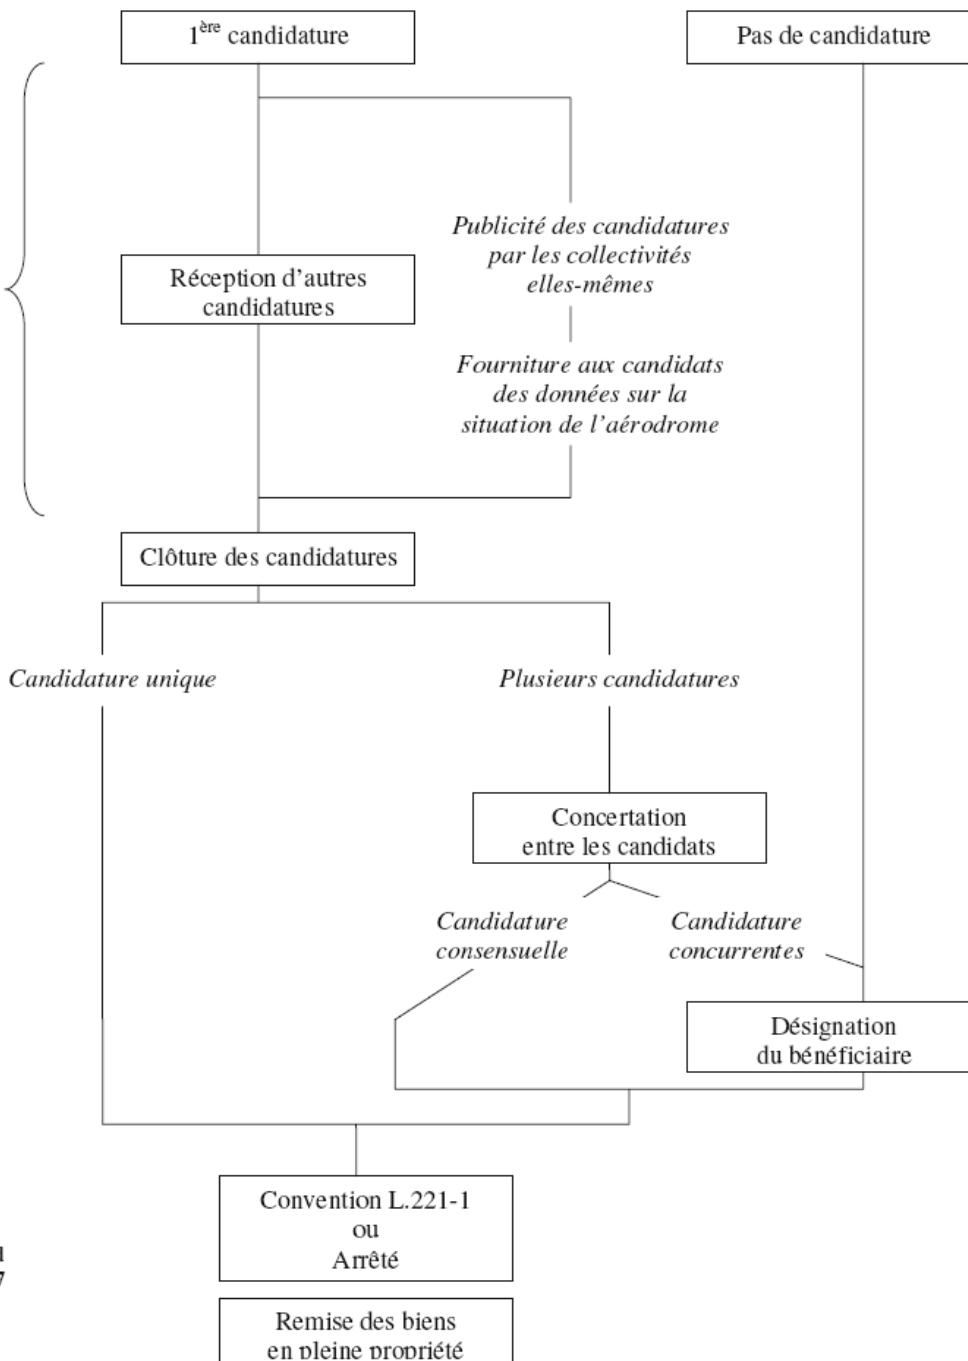 1ère candidature
Pas de candidature
Publicité des candidatures
par les collectivités
elles-mêmes
Réception d'autres
candidatures
Fourniture aux candidats
des données sur la
situation de l'aérodrome
Clôture des candidatures
Candidature unique
Plusieurs candidatures
Concertation
entre les candidats
Candidature
consensuelle
Candidature
concurrentes
Désignation
du bénéficiaire
Convention L.221-1
ou
Arrêté
Remise des biens
en pleine propriété